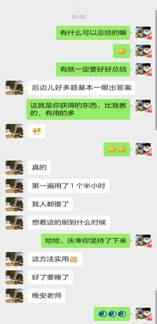 00:02
有什么可以总结的嘛
有就一定要好好总结
后边儿好多题基本一眼出答案
这就是你获得的东西，比我教
的，有用的多
真的
第一遍用了1个半小时
我人都傻了
想着这的刷到什么时候
哈哈，庆幸你坚持了下来
这方法实用
好了要睡了
晚安老师